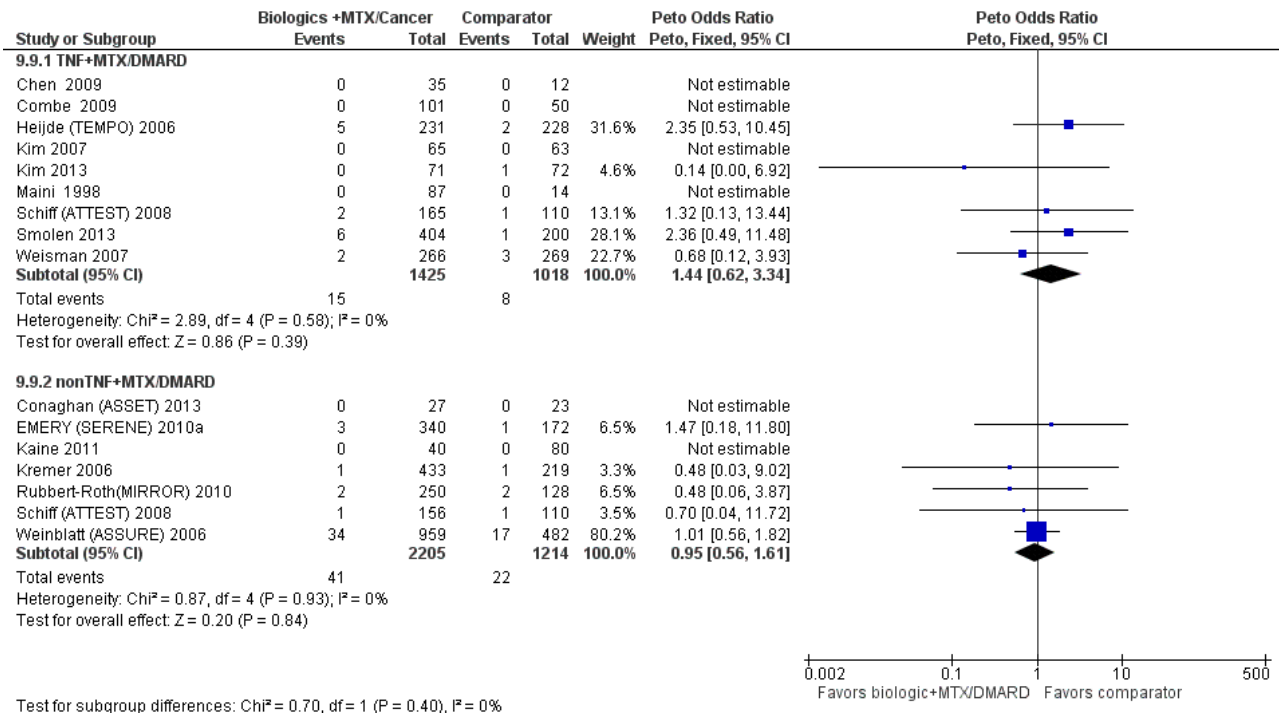 Biologics +MTX/Cancer Comparator Peto Odds Ratio Peto Odds Ratio
Study or Subgroup Events Total Events Total Weight Peto, Fixed, 95% CI Peto, Fixed, 95% CI
9.9.1 TNF+MTX/DMARD
Chen 2009 0 35 0 12 Not estimable
Combe 2009 0 101 0 50 Not estimable
Heijde (TEMPO) 2006 5 231 2 228 31.6% 2.35 [0.53, 10.45]
Kim 2007 0 65 0 63 Not estimable
Kim 2013 0 71 1 72 4.6% 0.14 [0.00, 6.92]
Maini 1998 0 87 0 14 Not estimable
Schiff (ATTEST) 2008 2 165 1 110 13.1% 1.32 [0.13, 13.44]
Smolen 2013 6 404 1 200 28.1% 2.36 [0.49, 11.48]
Weisman 2007 2 266 3 269 22.7% 0.68 [0.12, 3.93]
Subtotal (95% CI) 1425 1018 100.0% 1.44 [0.62, 3.34]
Total events 15 8
Heterogeneity: Chi² = 2.89, df = 4 (P = 0.58); I² = 0%
Test for overall effect: Z = 0.86 (P = 0.39)
9.9.2 nonTNF+MTX/DMARD
Conaghan (ASSET) 2013 0 27 0 23 Not estimable
EMERY (SERENE) 2010a 3 340 1 172 6.5% 1.47 [0.18, 11.80]
Kaine 2011 0 40 0 80 Not estimable
Kremer 2006 1 433 1 219 3.3% 0.48 [0.03, 9.02]
Rubbert-Roth(MIRROR) 2010 2 250 2 128 6.5% 0.48 [0.06, 3.87]
Schiff (ATTEST) 2008 1 156 1 110 3.5% 0.70 [0.04, 11.72]
Weinblatt (ASSURE) 2006 34 959 17 482 80.2% 1.01 [0.56, 1.82]
Subtotal (95% CI) 2205 1214 100.0% 0.95 [0.56, 1.61]
Total events 41 22
Heterogeneity: Chi² = 0.87, df = 4 (P = 0.93); I² = 0%
Test for overall effect: Z = 0.20 (P = 0.84)
0.002 0.1 1 10 500
Favors biologic+MTX/DMARD Favors comparator
Test for subgroup differences: Chi² = 0.70, df = 1 (P = 0.40), I² = 0%